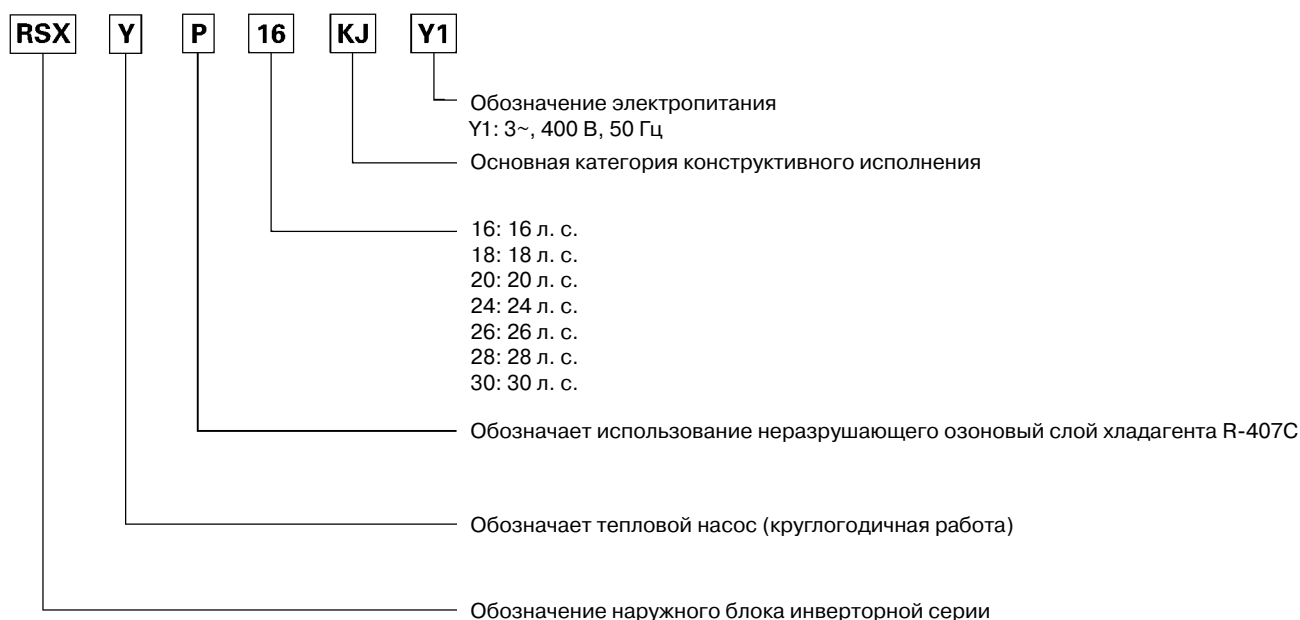 RSX Y P 16 KJ Y1
Обозначение электропитания
Y1: 3~, 400 В, 50 Гц
Основная категория конструктивного исполнения
16: 16 л. с.
18: 18 л. с.
20: 20 л. с.
24: 24 л. с.
26: 26 л. с.
28: 28 л. с.
30: 30 л. с.
Обозначает использование неразрушающего озоновый слой хладагента R-407C
Обозначает тепловой насос (круглогодичная работа)
Обозначение наружного блока инверторной серии